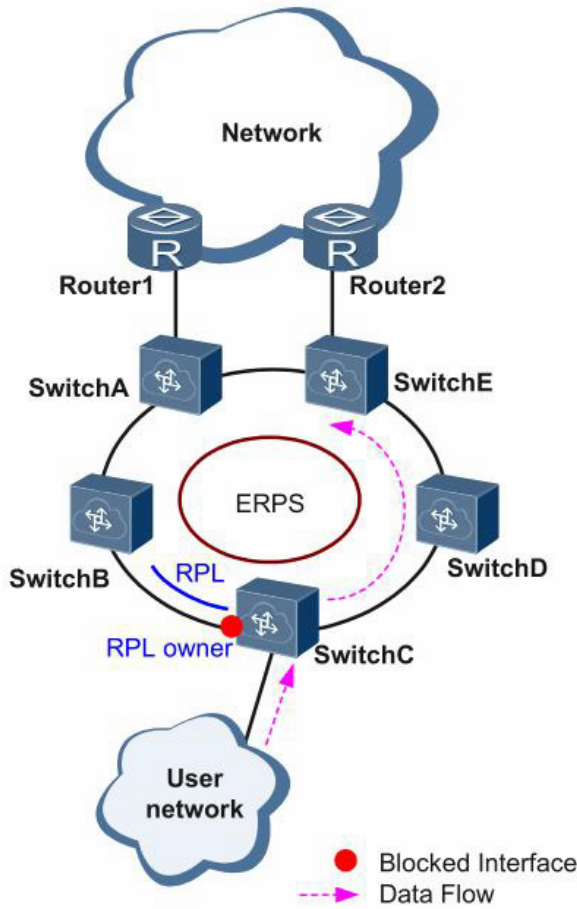 Network
R
R
Router1
Router2
SwitchA
SwitchE
ERPS
SwitchB
SwitchD
RPL
RPL owner
SwitchC
User
network
Blocked Interface
Data Flow